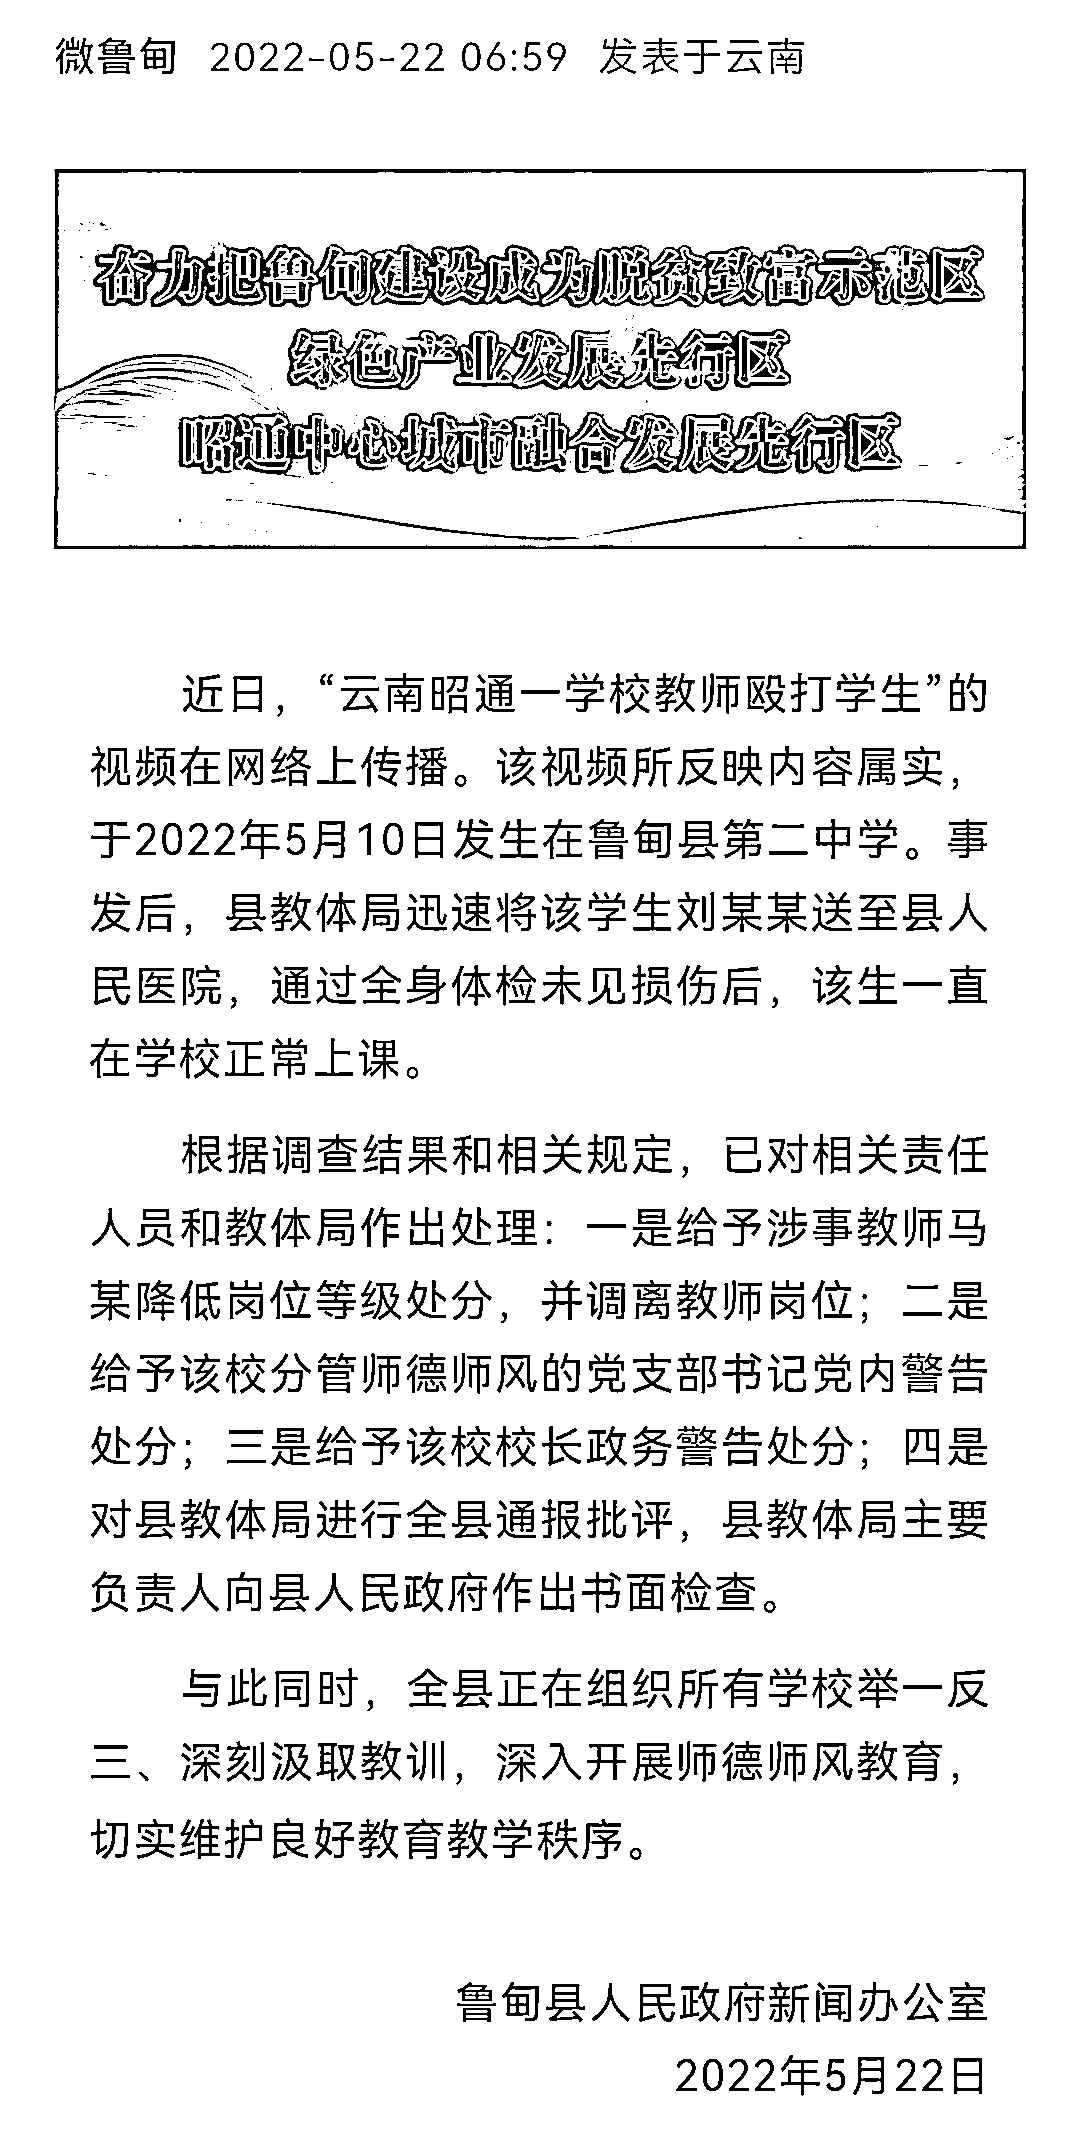 微鲁甸 2022-05-22 06:59 发表于云南
奋力把鲁甸建设成为脱贫致富示范区
绿色产业发展先行区
昭通中心城市融合发展先行区
近日，“云南昭通一学校教师殴打学生”的
视频在网络上传播。该视频所反映内容属实，
于2022年5月10日发生在鲁甸县第二中学。事
发后，县教体局迅速将该学生刘某某送至县人
民医院，通过全身体检未见损伤后，该生一直
在学校正常上课。
根据调查结果和相关规定，已对相关责任
人员和教体局作出处理：一是给予涉事教师马
某降低岗位等级处分，并调离教师岗位；二是
给予该校分管师德师风的党支部书记党内警告
处分；三是给予该校校长政务警告处分；四是
对县教体局进行全县通报批评，县教体局主要
负责人向县人民政府作出书面检查。
与此同时，全县正在组织所有学校举一反
三、深刻汲取教训，深入开展师德师风教育，
切实维护良好教育教学秩序。
鲁甸县人民政府新闻办公室
2022年5月22日